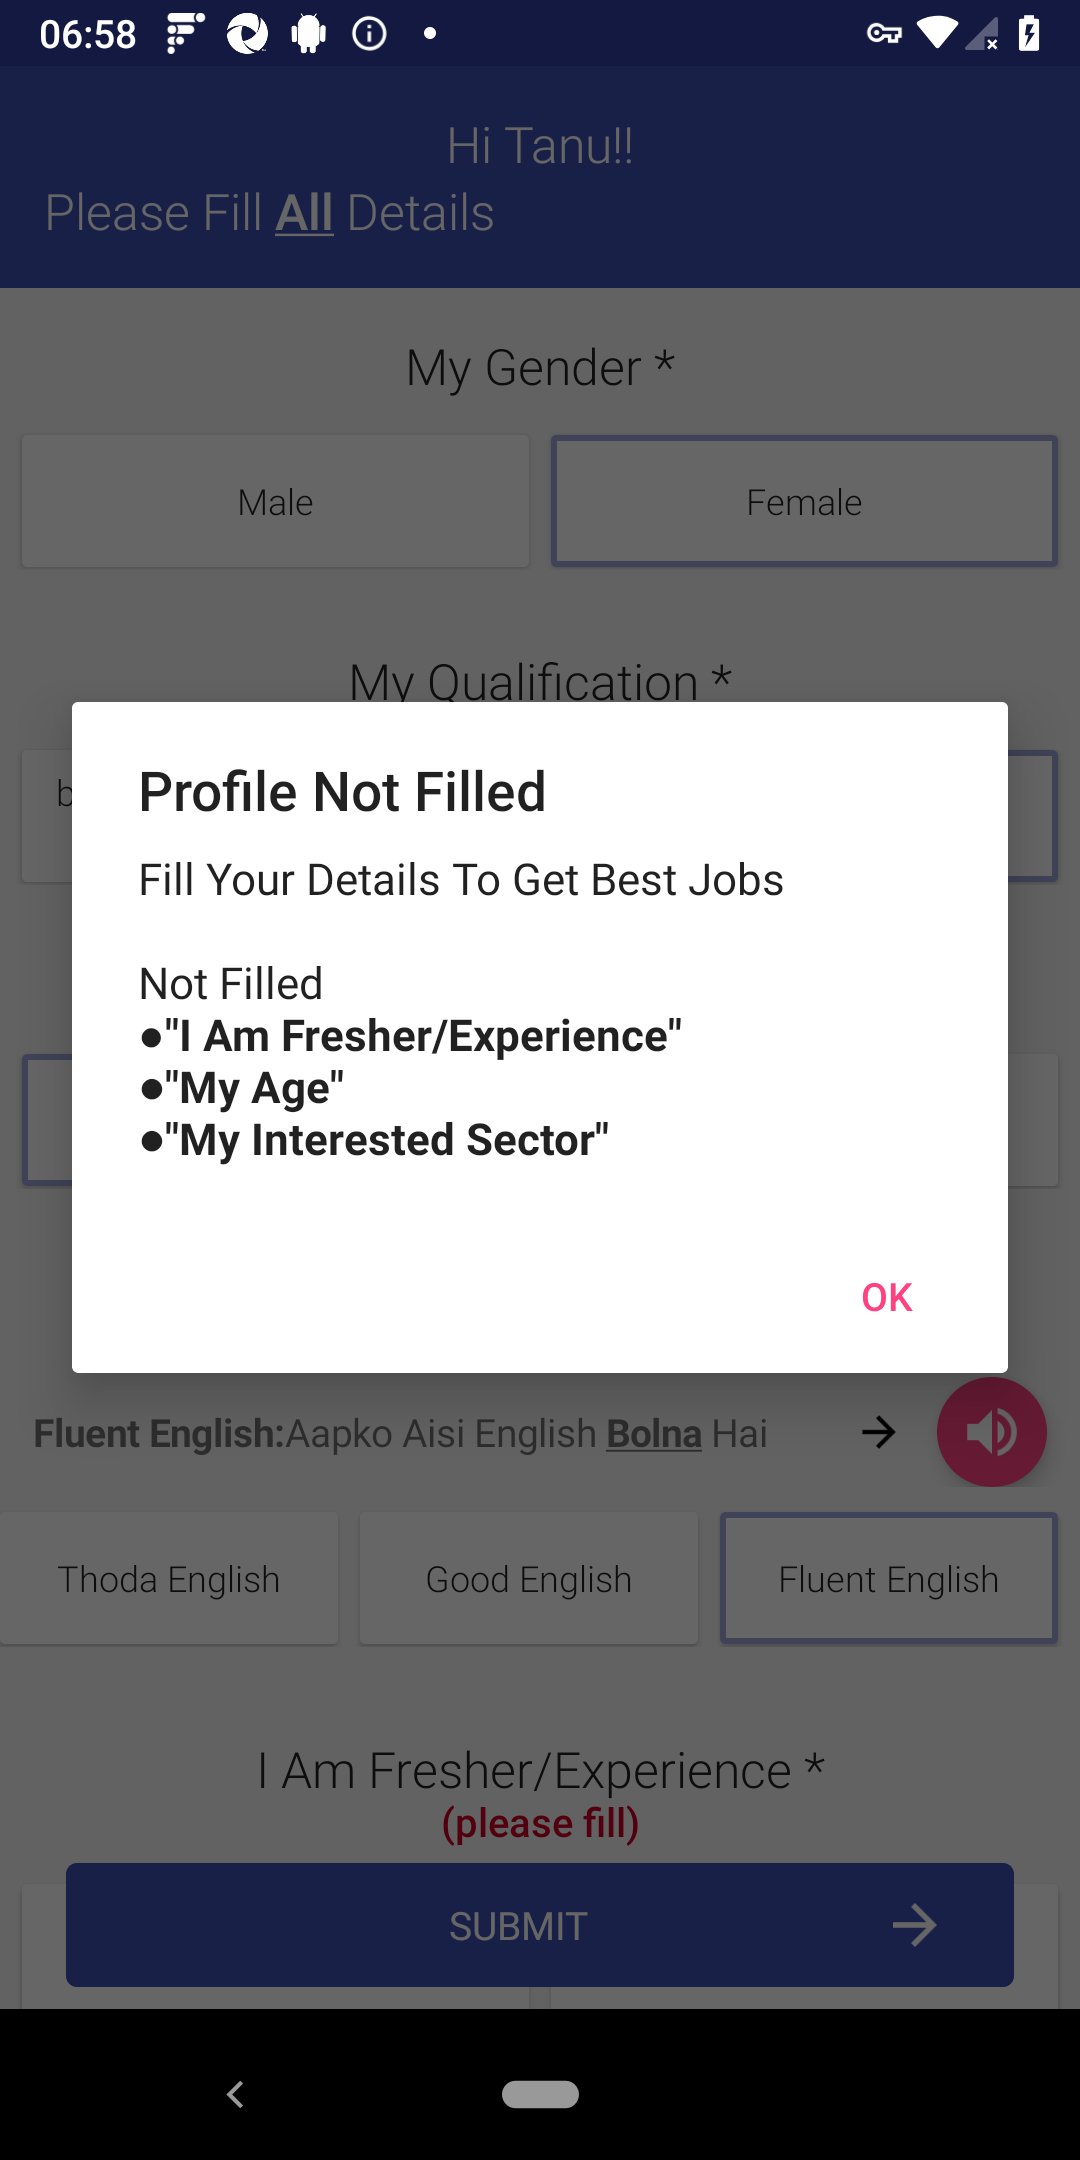 06:58
Hi Tanu!!
Please Fill All Details
My Gender *
Male
Female
My Qualification *
Profile Not Filled
Fill Your Details To Get Best Jobs
Not Filled
●"I Am Fresher/Experience"
●"My Age"
●"My Interested Sector"
OK
Fluent English:Aapko Aisi English Bolna Hai
Thoda English
Good English
Fluent English
I Am Fresher/Experience *
(please fill)
SUBMIT